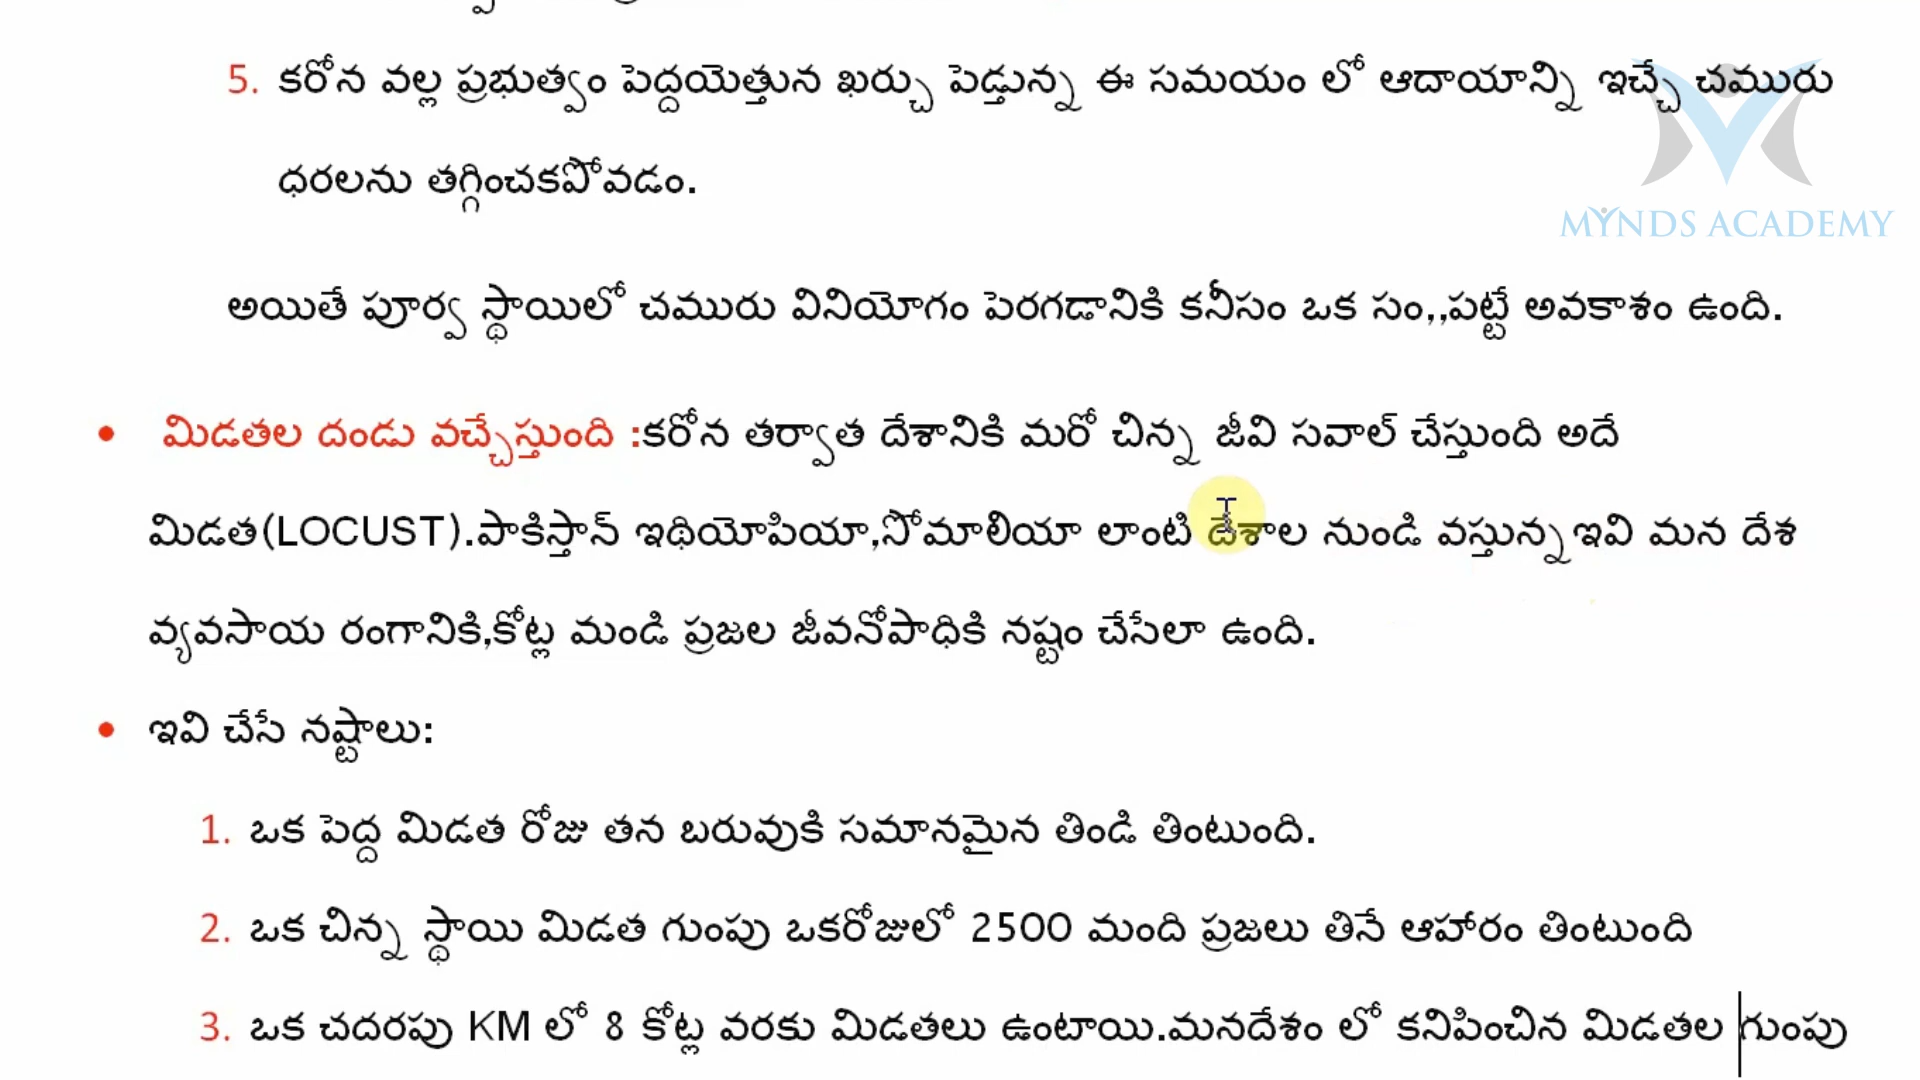 5. కరోన వల్ల ప్రభుత్వం పెద్దయెత్తున ఖర్చు పెడ్తున్న ఈ సమయం లో ఆదాయాన్ని ఇచ్చే చమురు
ధరలను తగ్గించకపోవడం.
MYNDS ACADEMY
అయితే పూర్వ స్థాయిలో చమురు వినియోగం పెరగడానికి కనీసం ఒక సం,,పట్టే అవకాశం ఉంది.
• మిడతల దండు వచ్చేస్తుంది :కరోన తర్వాత దేశానికి మరో చిన్న జీవి సవాల్ చేస్తుంది అదే
మిడత(LOCUST).పాకిస్తాన్ ఇథియోపియా,సోమాలియా లాంటి దేశాల నుండి వస్తున్న ఇవి మన దేశ
వ్యవసాయ రంగానికి,కోట్ల మండి ప్రజల జీవనోపాధికి నష్టం చేసేలా ఉంది.
• ఇవి చేసే నష్టాలు:
1. ఒక పెద్ద మిడత రోజు తన బరువుకి సమానమైన తిండి తింటుంది.
2. ఒక చిన్న స్థాయి మిడత గుంపు ఒకరోజులో 2500 మంది ప్రజలు తినే ఆహారం తింటుంది
3. ఒక చదరపు KM లో 8 కోట్ల వరకు మిడతలు ఉంటాయి.మనదేశం లో కనిపించిన మిడతల గుంపు